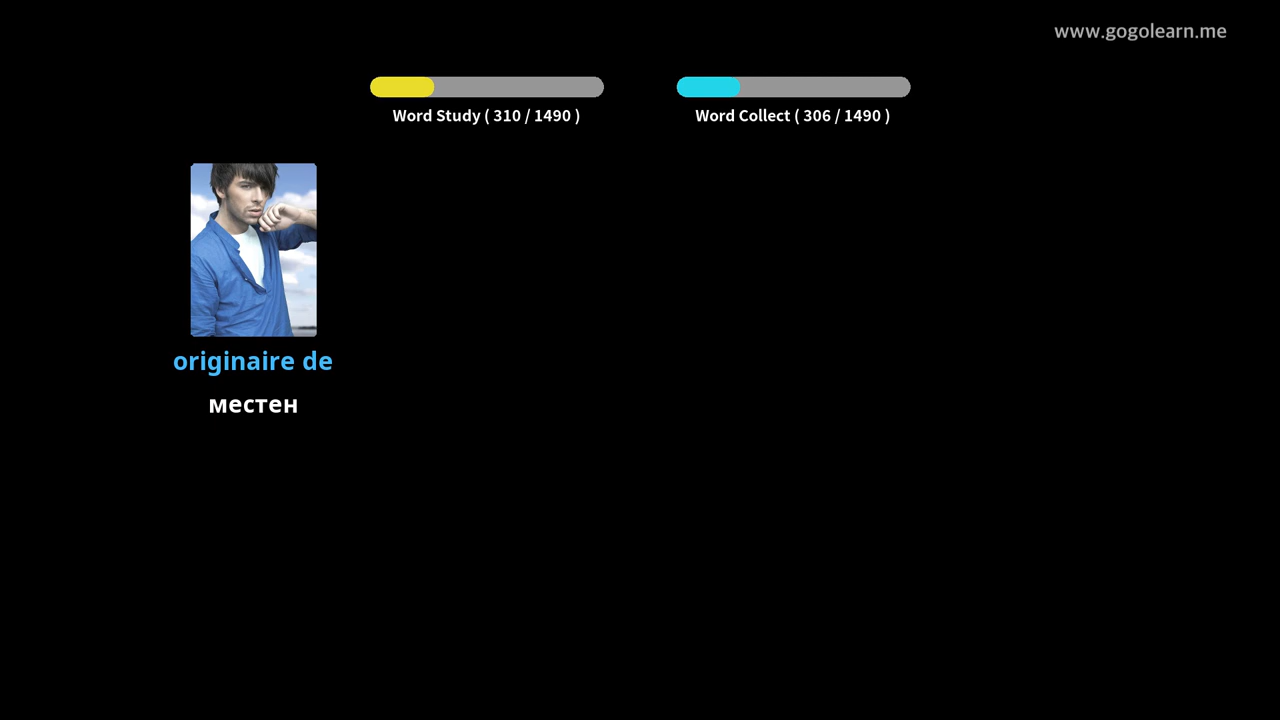 www.gogolearn.me
Word Study ( 310 / 1490 )
Word Collect ( 306 / 1490 )
originaire de
местен